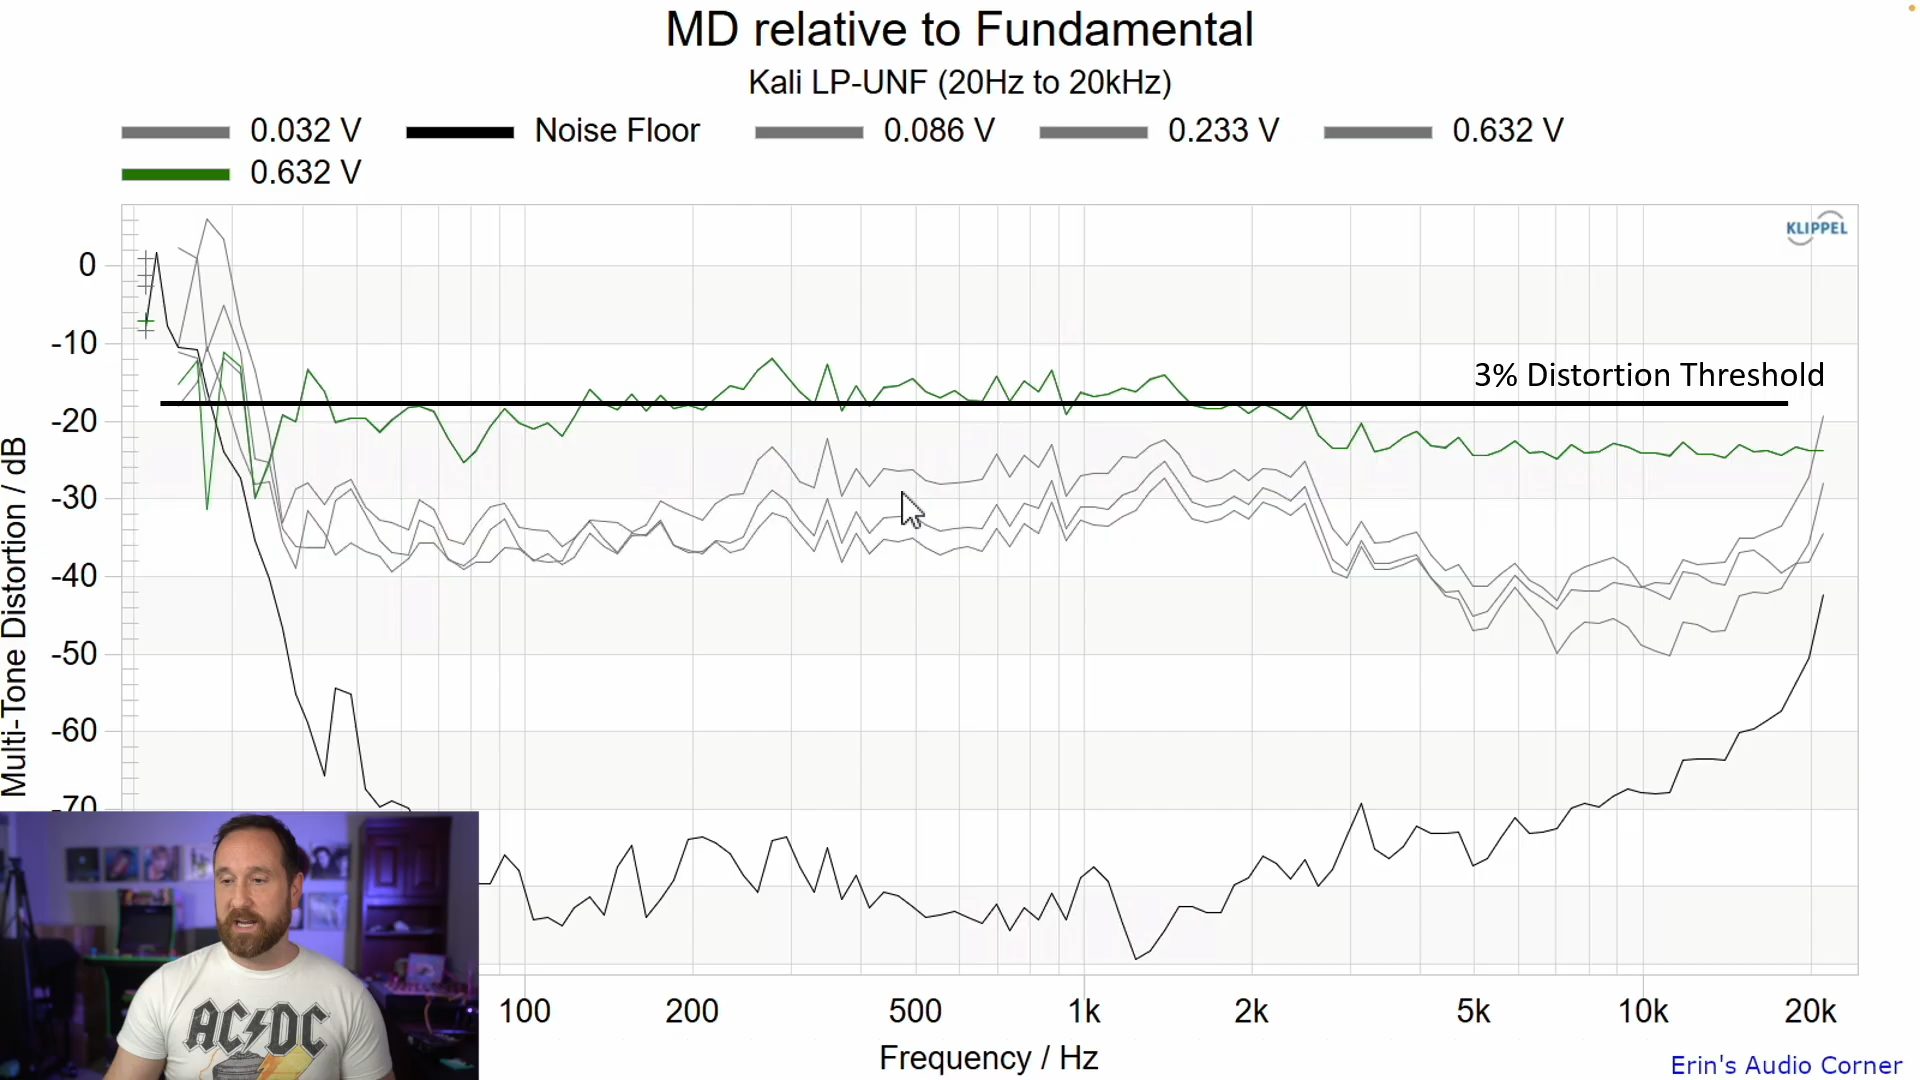 MD relative to Fundamental
Kali LP-UNF (20Hz to 20kHz)
0.032 V Noise Floor 0.086 V 0.233 V 0.632 V
0.632 V
KLIPPEL
3% Distortion Threshold
Multi-Tone Distortion / dB
0
-10
-20
-30
-40
-50
-60
-70
100 200 500 1k 2k 5k 10k 20k
Frequency / Hz
Erin's Audio Corner
AC DC